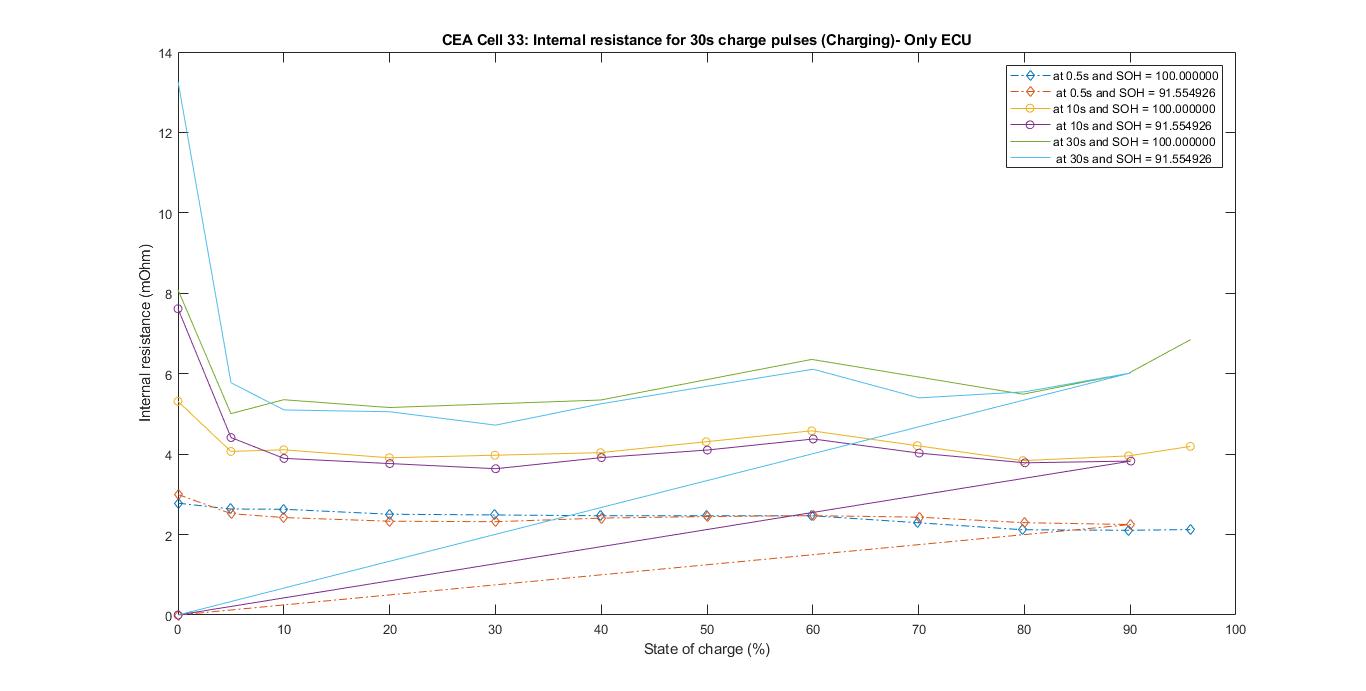 CEA Cell 33: Internal resistance for 30s charge pulses (Charging)- Only ECU
14
12
10
8
6
4
2
0
Internal resistance (mOhm)
at 0.5s and SOH = 100.000000
at 0.5s and SOH = 91.554926
at 10s and SOH = 100.000000
at 10s and SOH = 91.554926
at 30s and SOH = 100.000000
at 30s and SOH = 91.554926
0 10 20 30 40 50 60 70 80 90 100
State of charge (%)